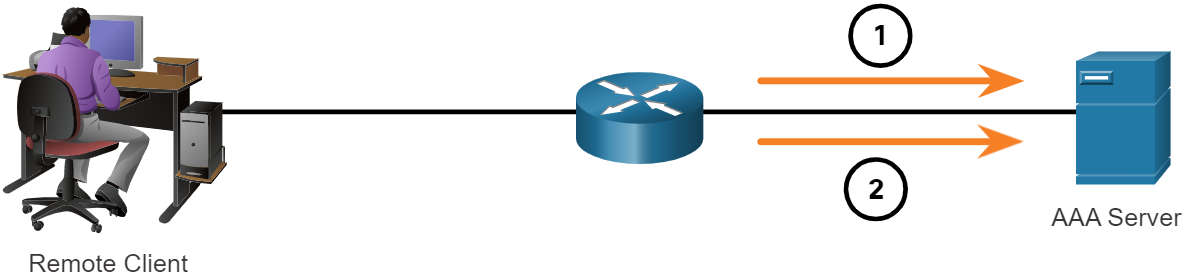 1
2
AAA Server
Remote Client